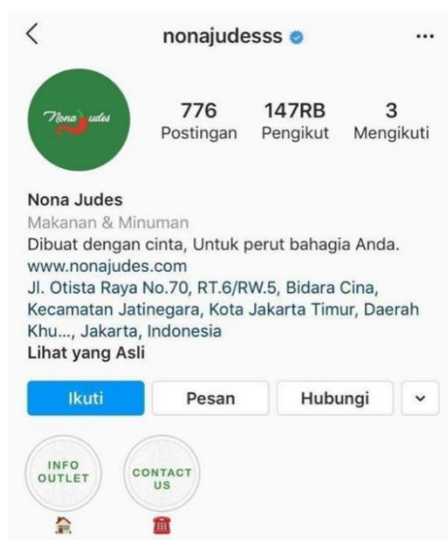 nonajudesss
Nona Judes
776 147RB 3
Postingan Pengikut Mengikuti
Nona Judes
Makanan & Minuman
Dibuat dengan cinta, Untuk perut bahagia Anda.
www.nonajudes.com
Jl. Otista Raya No.70, RT.6/RW.5, Bidara Cina,
Kecamatan Jatinegara, Kota Jakarta Timur, Daerah
Khu..., Jakarta, Indonesia
Lihat yang Asli
Ikuti Pesan Hubungi
INFO
OUTLET
CONTACT
US